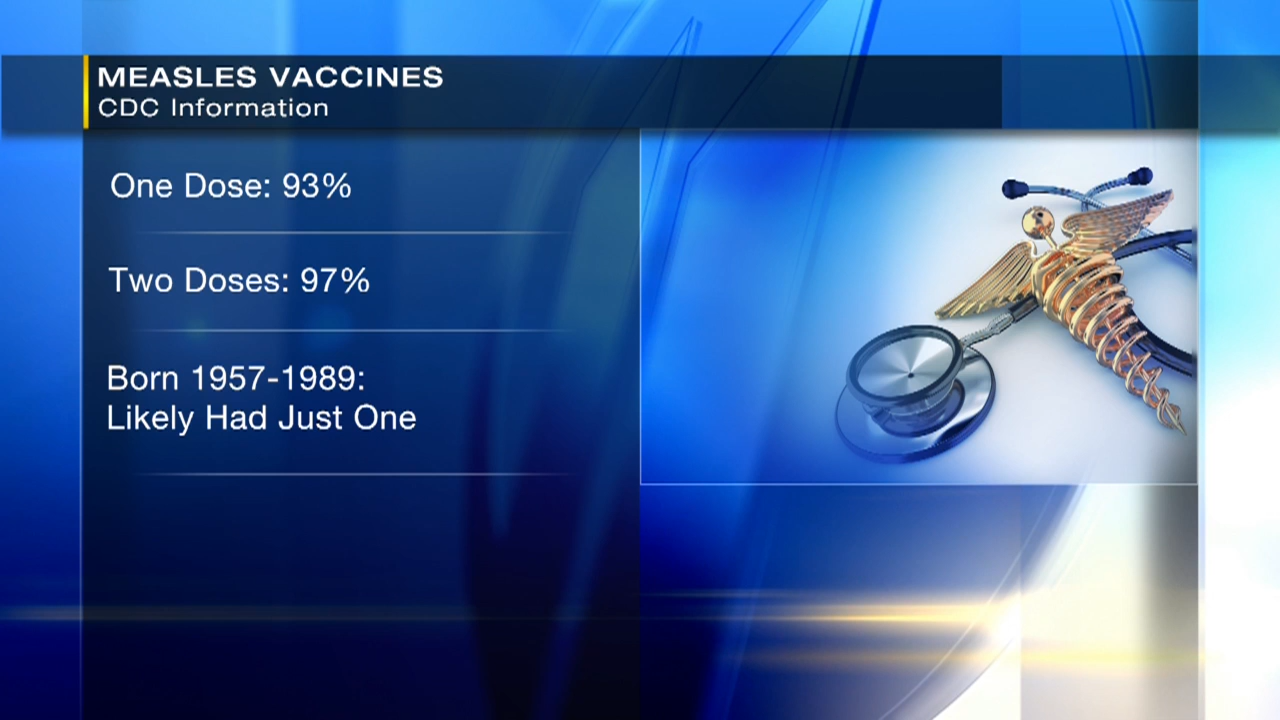 MEASLES VACCINES
CDC Information
One Dose: 93%
Two Doses: 97%
Born 1957-1989:
Likely Had Just One